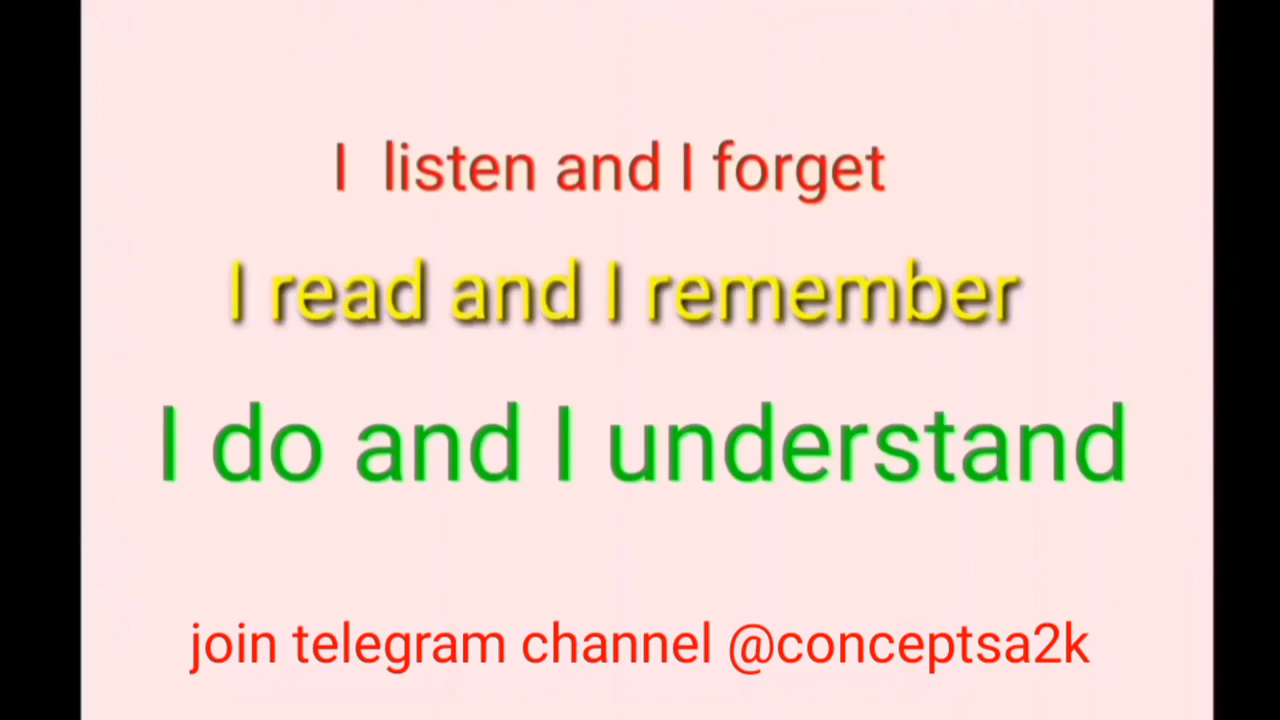 I listen and I forget
I read and I remember
I do and I understand
join telegram channel @conceptsa2k